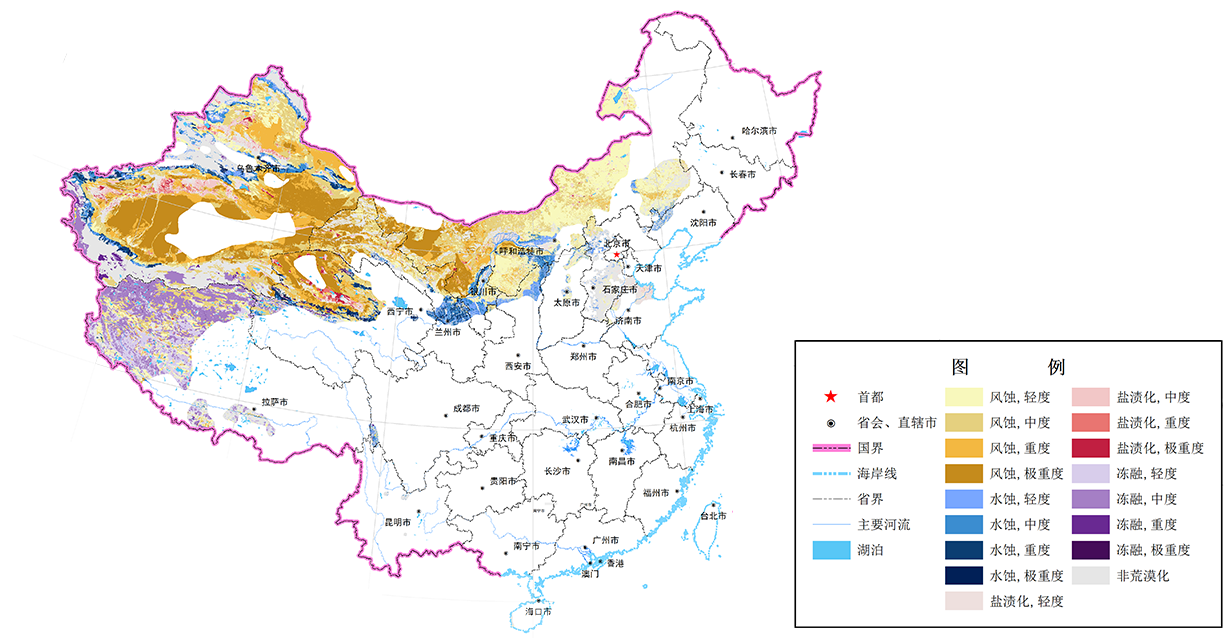 哈尔滨市
长春市
乌鲁木齐市
沈阳市
北京市
呼和浩特市
天津市
银川市
石家庄市
太原市
西宁市
济南市
兰州市
郑州市
西安市
南京市
拉萨市
合肥市
上海市
成都市
武汉市
杭州市
重庆市
长沙市
南昌市
贵阳市
福州市
台北市
昆明市
广州市
南宁市
香港
澳门
海口市
图 例
首都
省会、直辖市
国界
海岸线
省界
主要河流
湖泊
风蚀, 轻度
风蚀, 中度
风蚀, 重度
风蚀, 极重度
水蚀, 轻度
水蚀, 中度
水蚀, 重度
水蚀, 极重度
盐渍化, 轻度
盐渍化, 中度
盐渍化, 重度
盐渍化, 极重度
冻融, 轻度
冻融, 中度
冻融, 重度
冻融, 极重度
非荒漠化